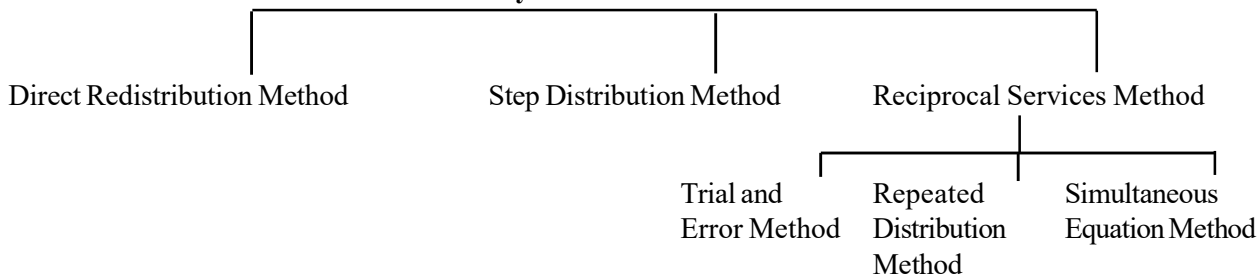 Direct Redistribution Method Step Distribution Method Reciprocal Services Method
Trial and Repeated Simultaneous
Error Method Distribution Equation Method
Method